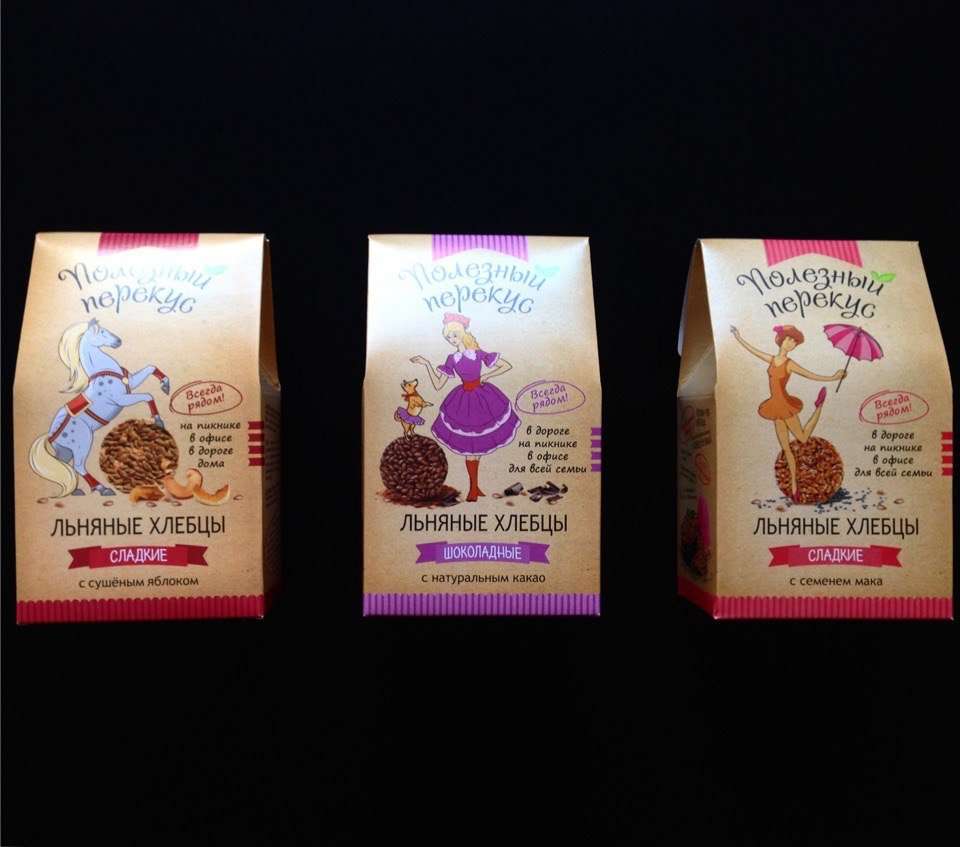 Полезный
перекус
Всегда
рядом!
на пикнике
в офисе
в дороге
дома
ЛЬНЯНЫЕ ХЛЕБЦЫ
СЛАДКИЕ
с сушёным яблоком
Полезный
перекус
Всегда
рядом!
в дороге
на пикнике
в офисе
для всей семьи
ЛЬНЯНЫЕ ХЛЕБЦЫ
ШОКОЛАДНЫЕ
с натуральным какао
Полезный
перекус
Всегда
рядом!
в дороге
на пикнике
в офисе
для всей семьи
ЛЬНЯНЫЕ ХЛЕБЦЫ
СЛАДКИЕ
с семенем мака